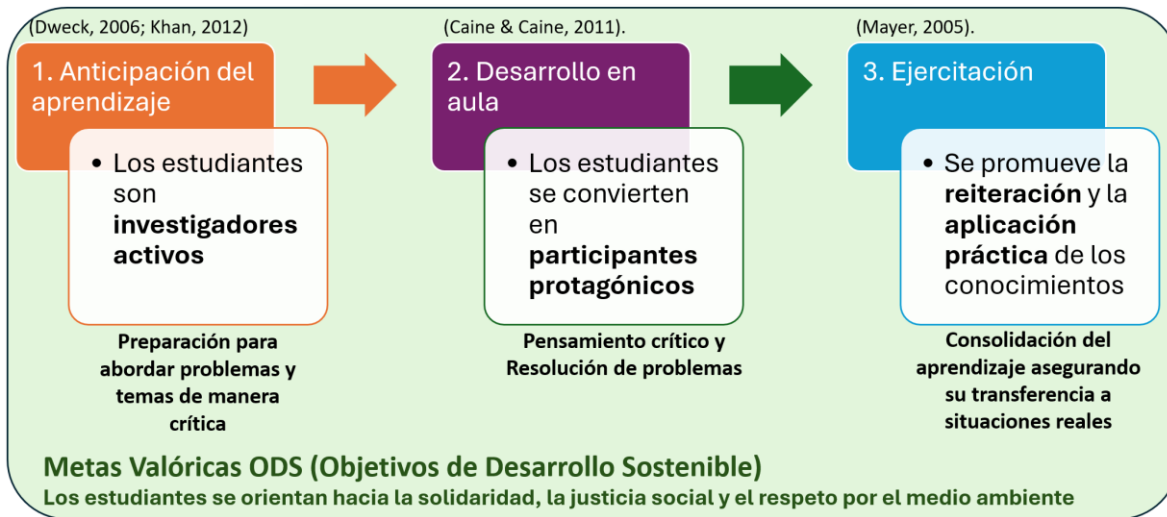 (Dweck, 2006; Khan, 2012)
1. Anticipación del
aprendizaje
• Los estudiantes
son
investigadores
activos
Preparación para
abordar problemas y
temas de manera
crítica
(Caine & Caine, 2011).
2. Desarrollo en
aula
• Los estudiantes
se convierten
en
participantes
protagónicos
Pensamiento crítico y
Resolución de problemas
(Mayer, 2005).
3. Ejercitación
• Se promueve la
reiteración y la
aplicación
práctica de los
conocimientos
Consolidación del
aprendizaje asegurando
su transferencia a
situaciones reales
Metas Valóricas ODS (Objetivos de Desarrollo Sostenible)
Los estudiantes se orientan hacia la solidaridad, la justicia social y el respeto por el medio ambiente